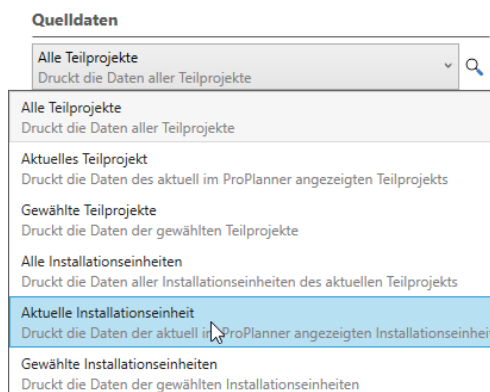 Quelldaten
Alle Teilprojekte
Druckt die Daten aller Teilprojekte
Alle Teilprojekte
Druckt die Daten aller Teilprojekte
Aktuelles Teilprojekt
Druckt die Daten des aktuell im ProPlanner angezeigten Teilprojekts
Gewählte Teilprojekte
Druckt die Daten der gewählten Teilprojekte
Alle Installationseinheiten
Druckt die Daten aller Installationseinheiten des aktuellen Teilprojekts
Aktuelle Installationseinheit
Druckt die Daten der aktuell im ProPlanner angezeigten Installationseinheit
Gewählte Installationseinheiten
Druckt die Daten der gewählten Installationseinheiten